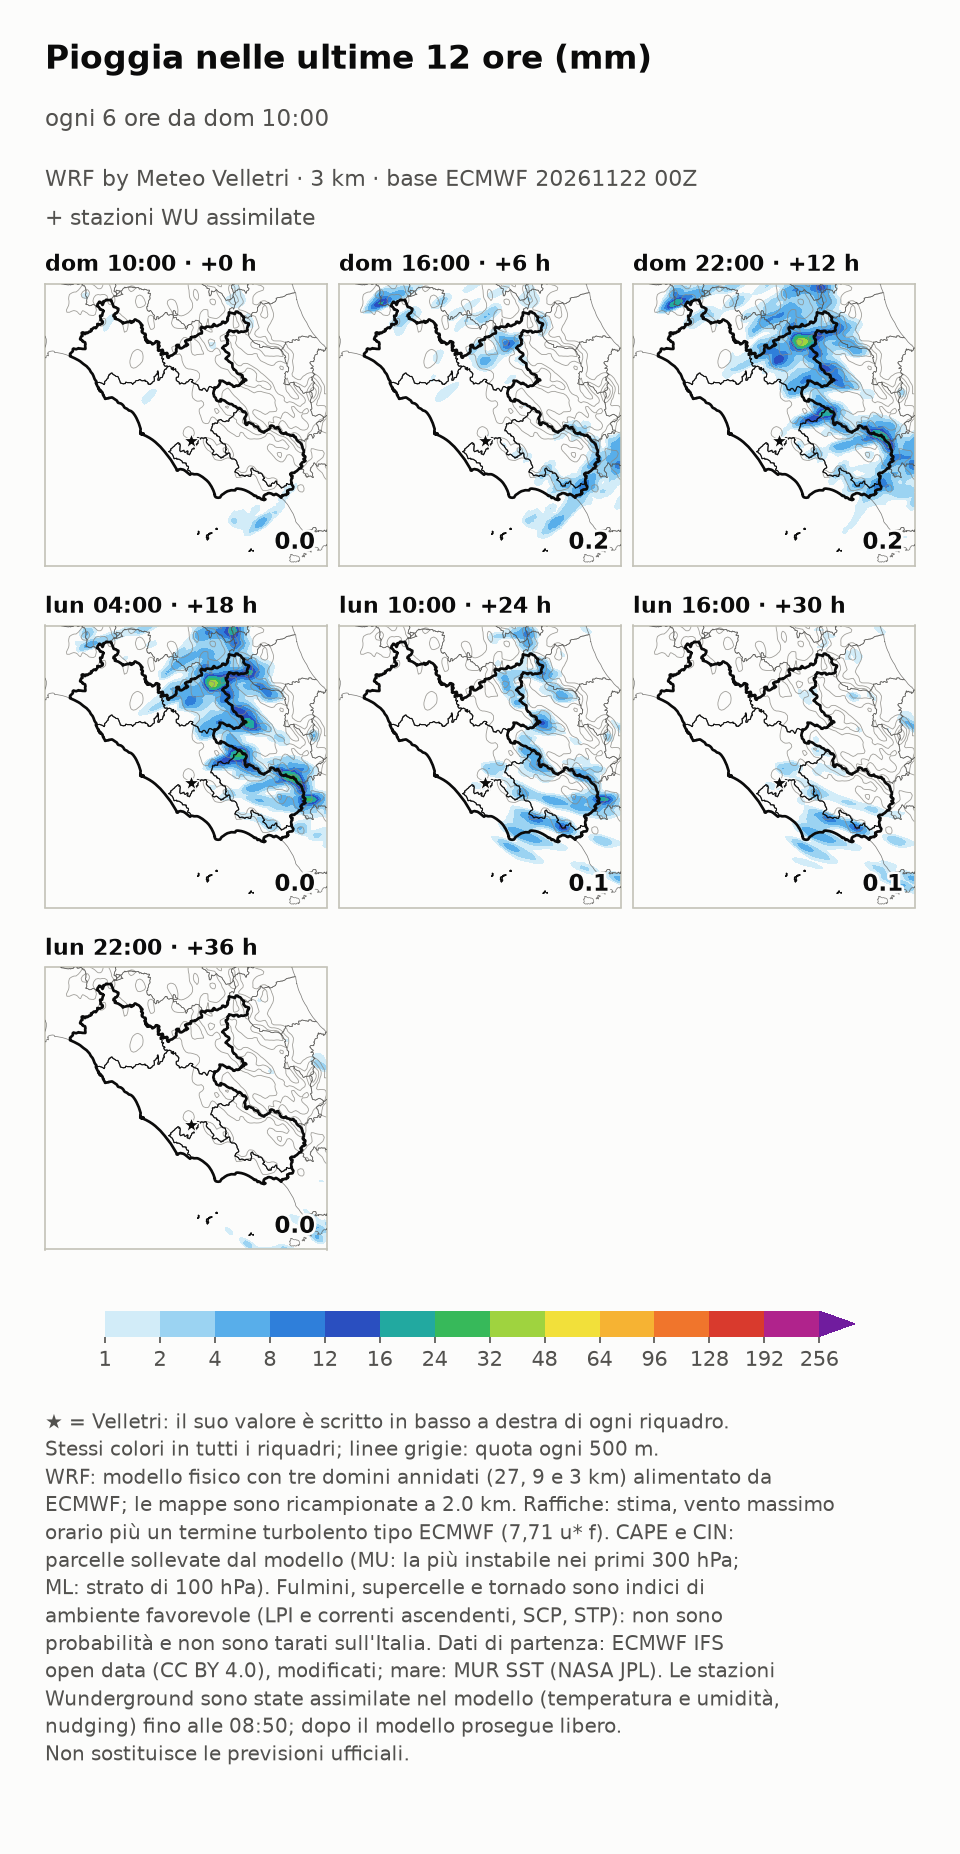 Pioggia nelle ultime 12 ore (mm)
ogni 6 ore da dom 10:00
WRF by Meteo Velletri · 3 km · base ECMWF 20261122 00Z
+ stazioni WU assimilate
dom 10:00 · +0 h
dom 16:00 · +6 h
dom 22:00 · +12 h
0.0
0.2
0.2
lun 04:00 · +18 h
lun 10:00 · +24 h
lun 16:00 · +30 h
0.0
0.1
0.1
lun 22:00 · +36 h
0.0
1 2 4 8 12 16 24 32 48 64 96 128 192 256
★ = Velletri: il suo valore è scritto in basso a destra di ogni riquadro.
Stessi colori in tutti i riquadri; linee grigie: quota ogni 500 m.
WRF: modello fisico con tre domini annidati (27, 9 e 3 km) alimentato da
ECMWF; le mappe sono ricampionate a 2.0 km. Raffiche: stima, vento massimo
orario più un termine turbolento tipo ECMWF (7,71 u* f). CAPE e CIN:
parcelle sollevate dal modello (MU: la più instabile nei primi 300 hPa;
ML: strato di 100 hPa). Fulmini, supercelle e tornado sono indici di
ambiente favorevole (LPI e correnti ascendenti, SCP, STP): non sono
probabilità e non sono tarati sull'Italia. Dati di partenza: ECMWF IFS
open data (CC BY 4.0), modificati; mare: MUR SST (NASA JPL). Le stazioni
Wunderground sono state assimilate nel modello (temperatura e umidità,
nudging) fino alle 08:50; dopo il modello prosegue libero.
Non sostituisce le previsioni ufficiali.